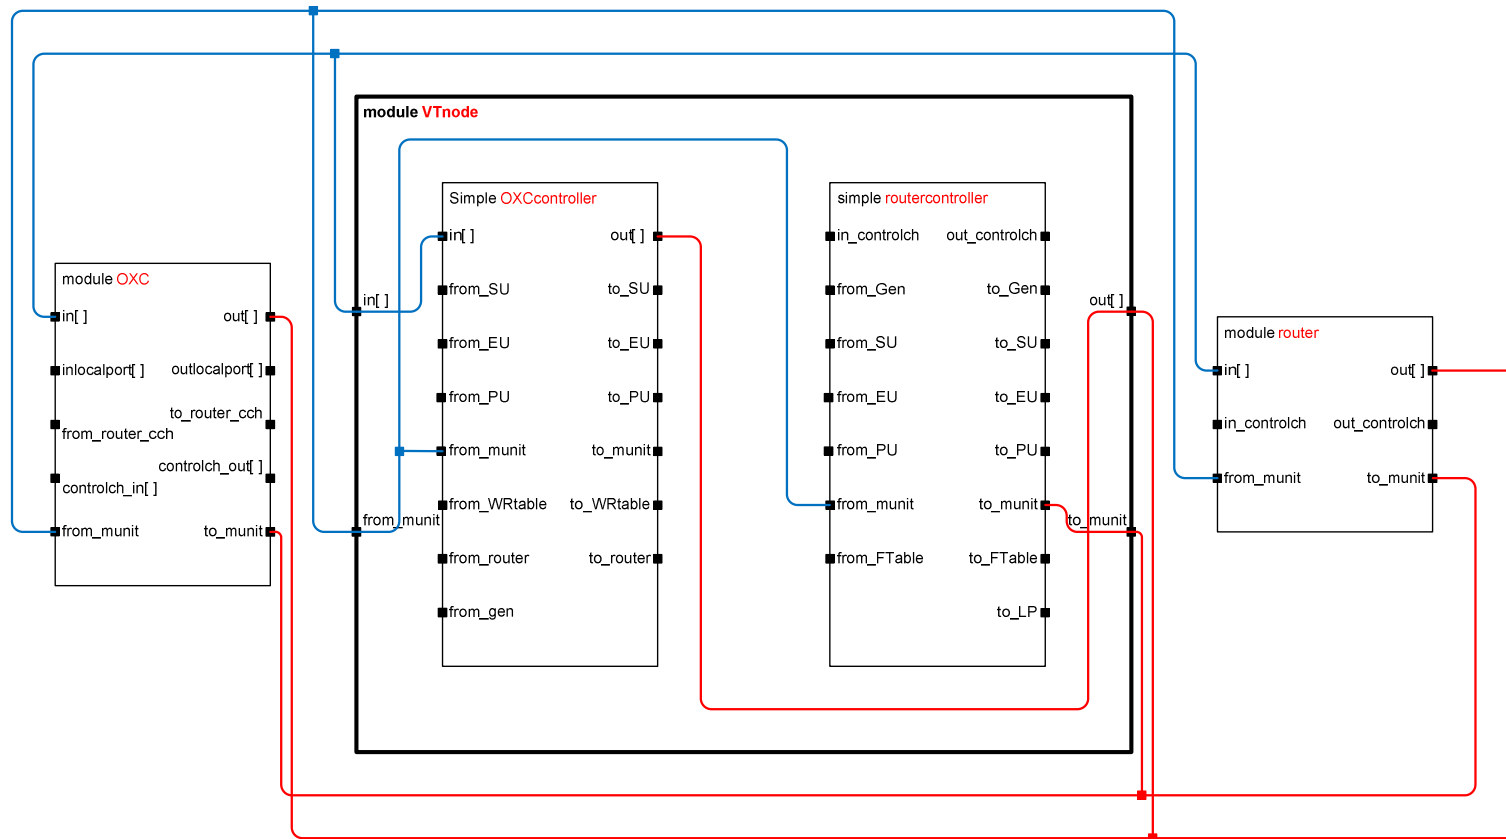 module VTnode
in[ ]
from_munit
out[ ]
to_munit
Simple OXCcontroller
in[ ]
out[ ]
from_SU
to_SU
from_EU
to_EU
from_PU
to_PU
from_munit
to_munit
from_WRtable
to_WRtable
from_router
to_router
from_gen
simple routercontroller
in_controlch
out_controlch
from_Gen
to_Gen
from_SU
to_SU
from_EU
to_EU
from_PU
to_PU
from_munit
to_munit
from_FTable
to_FTable
to_LP
module OXC
in[ ]
out[ ]
inlocalport[ ]
outlocalport[ ]
to_router_cch
from_router_cch
controlch_out[ ]
controlch_in[ ]
from_munit
to_munit
module router
in[ ]
out[ ]
in_controlch
out_controlch
from_munit
to_munit